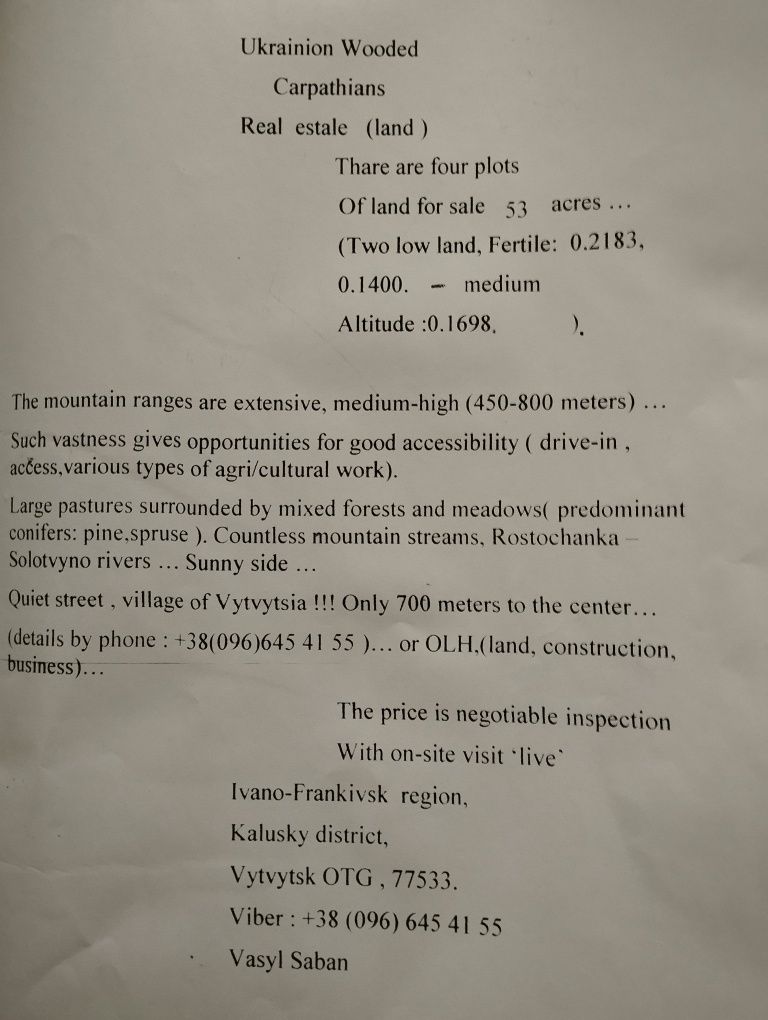 Ukrainion Wooded
Carpathians
Real estale (land )
Thare are four plots
Of land for sale 53 acres ...
(Two low land, Fertile: 0.2183,
0.1400. – medium
Altitude :0.1698. ).
The mountain ranges are extensive, medium-high (450-800 meters) ...
Such vastness gives opportunities for good accessibility ( drive-in ,
access,various types of agri/cultural work).
Large pastures surrounded by mixed forests and meadows( predominant
conifers: pine,spruse ). Countless mountain streams, Rostochanka –
Solotvyno rivers ... Sunny side ...
Quiet street , village of Vytvytsia !!! Only 700 meters to the center...
(details by phone : +38(096)645 41 55 )... or OLH,(land, construction,
business)...
The price is negotiable inspection
With on-site visit `live`
Ivano-Frankivsk region,
Kalusky district,
Vytvytsk OTG , 77533.
Viber : +38 (096) 645 41 55
Vasyl Saban